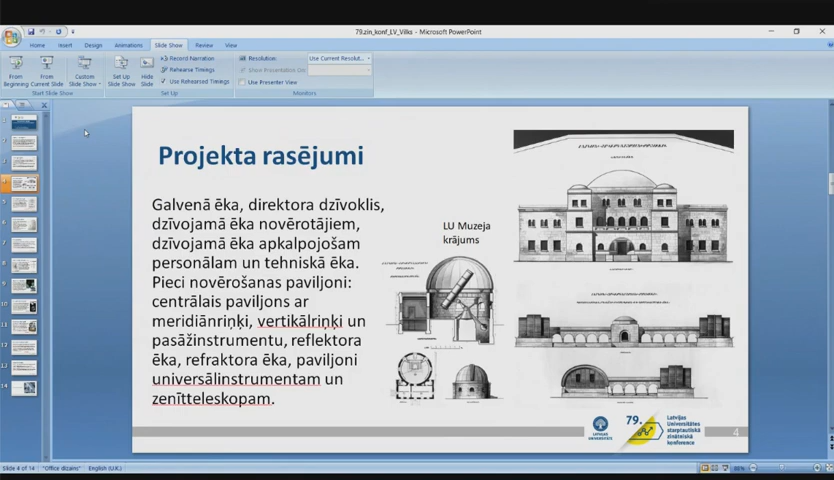 79.zin_konf_LV_Vilks - Microsoft PowerPoint
Home Insert Design Animations Slide Show Review View
From Beginning
From Current Slide
Custom Slide Show
Set Up Slide Show
Hide Slide
Record Narration
Rehearse Timings
Use Rehearsed Timings
Resolution: Use Current Resolut...
Show Presentation On:
Use Presenter View
Start Slide Show Set Up Monitors
Projekta rasējumi
Galvenā ēka, direktora dzīvoklis,
dzīvojamā ēka novērotājiem,
dzīvojamā ēka apkalpojošam
personālam un tehniskā ēka.
Pieci novērošanas paviljoni:
centrālais paviljons ar
meridiānriņķi, vertikālriņķi un
pasāžinstrumentu, reflektora
ēka, refraktora ēka, paviljoni
universālinstrumentam un
zenītteleskopam.
LU Muzeja
krājums
LATVIJAS
UNIVERSITĀTE
79.
Latvijas
Universitātes
starptautiskā
zinātniskā
konference
4
Slide 4 of 14 "Office dizains" English (U.K.)